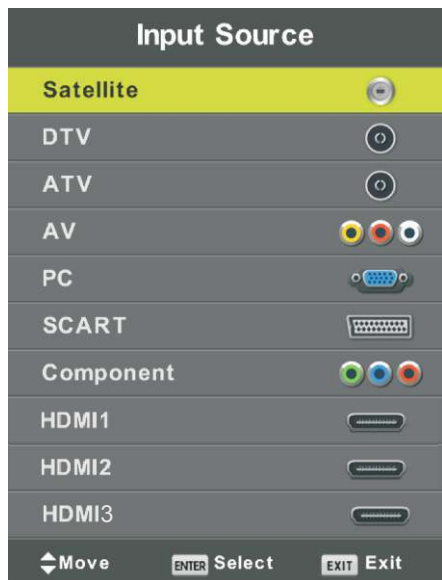 Input Source
Satellite
DTV
ATV
AV
PC
SCART
Component
HDMI1
HDMI2
HDMI3
Move ENTER Select EXIT Exit